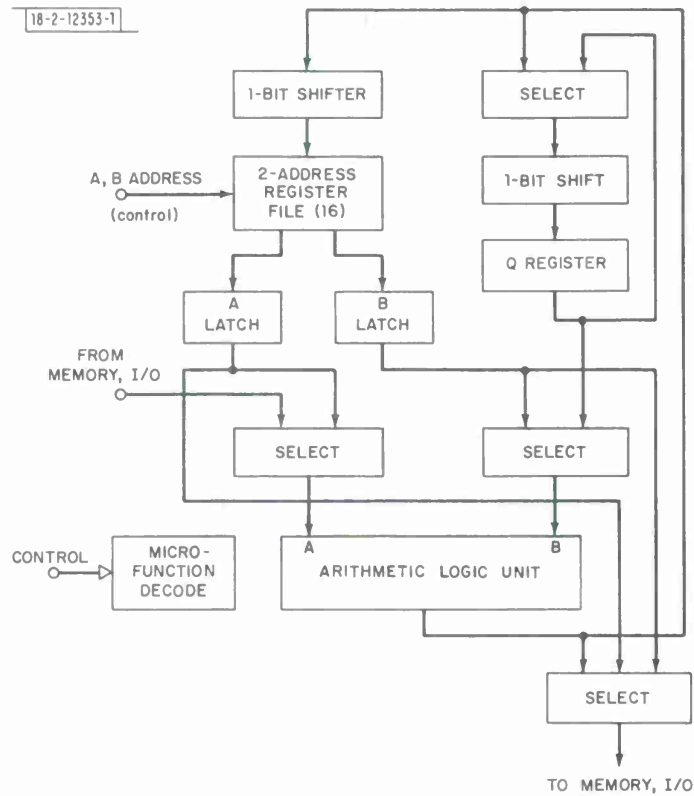 18-2-12353-1
1-BIT SHIFTER
SELECT
A, B ADDRESS
(control)
2-ADDRESS
REGISTER
FILE (16)
1-BIT SHIFT
Q REGISTER
A
LATCH
B
LATCH
FROM
MEMORY, I/O
SELECT
SELECT
CONTROL
MICRO-
FUNCTION
DECODE
A
B
ARITHMETIC LOGIC UNIT
SELECT
TO MEMORY, I/O